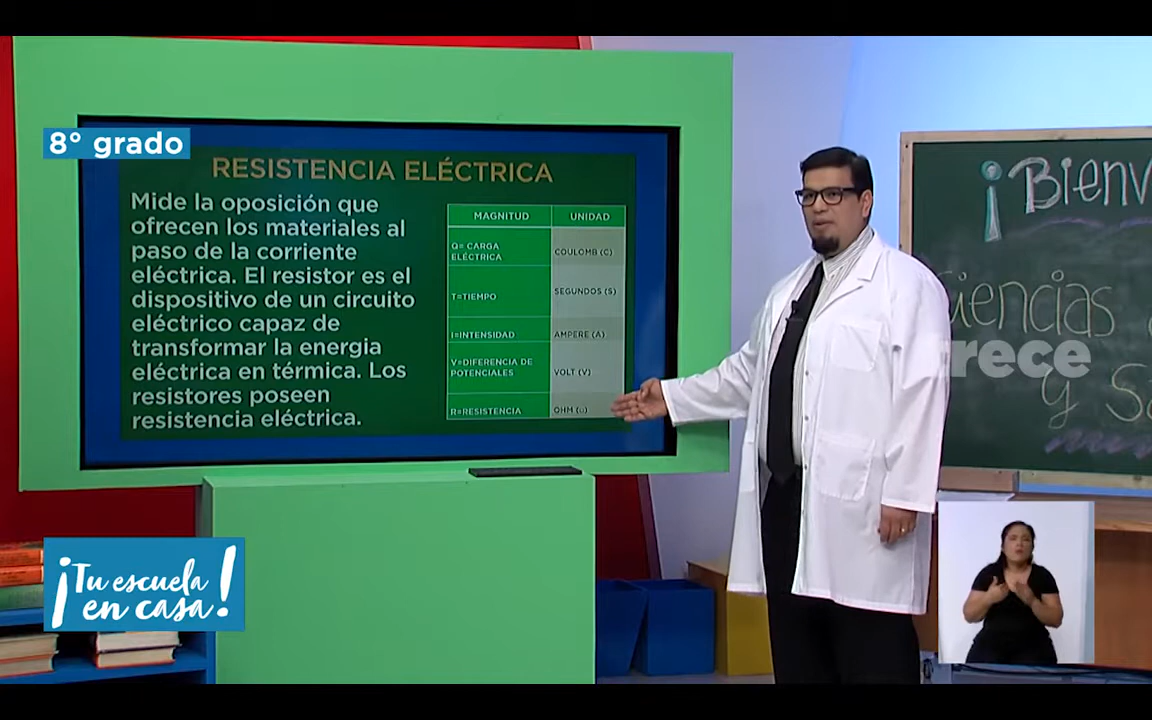 8° grado
RESISTENCIA ELÉCTRICA
Mide la oposición que
ofrecen los materiales al
paso de la corriente
eléctrica. El resistor es el
dispositivo de un circuito
eléctrico capaz de
transformar la energia
eléctrica en térmica. Los
resistores poseen
resistencia eléctrica.
MAGNITUD UNIDAD
Q= CARGA
ELÉCTRICA
COULOMB (C)
T=TIEMPO
SEGUNDOS (S)
I=INTENSIDAD AMPERE (A)
V=DIFERENCIA DE
POTENCIALES
VOLT (V)
R=RESISTENCIA OHM
¡Bienv
Ciencias
y Sa
rece
¡Tu escuela
en casa!